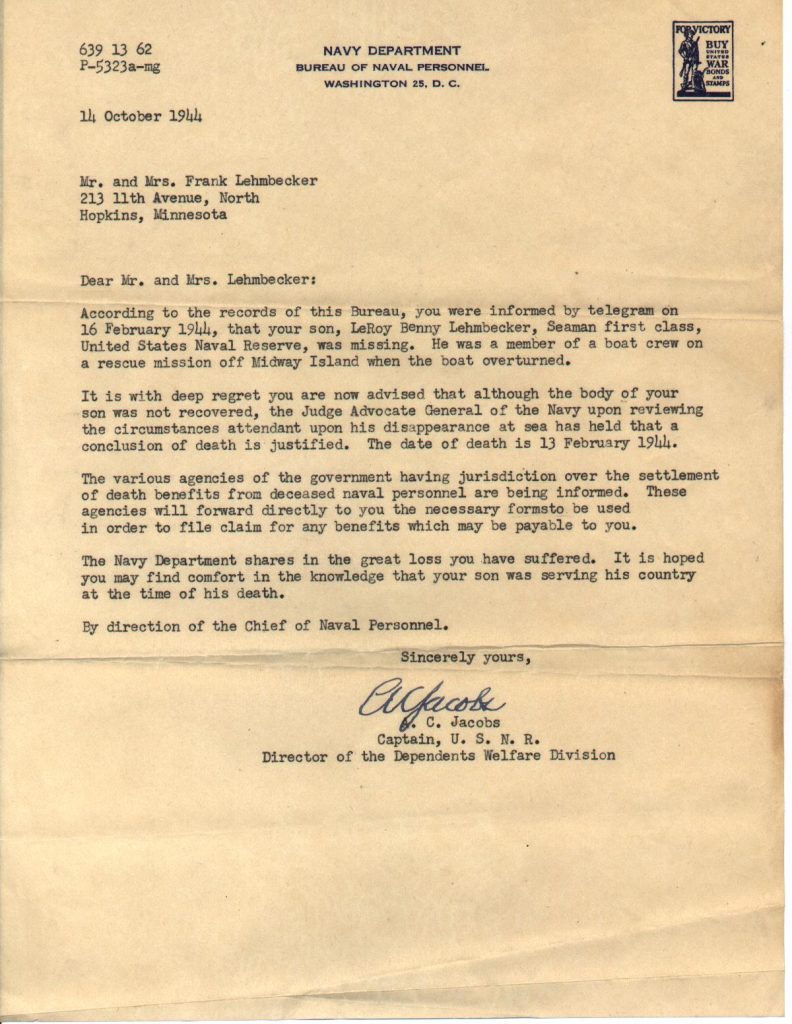 639 13 62
P-5323a-mg
NAVY DEPARTMENT
BUREAU OF NAVAL PERSONNEL
WASHINGTON 25, D. C.
FOR VICTORY
BUY
UNITED
STATES
WAR
BONDS
AND
STAMPS
14 October 1944
Mr. and Mrs. Frank Lehmbecker
213 11th Avenue, North
Hopkins, Minnesota
Dear Mr. and Mrs. Lehmbecker:
According to the records of this Bureau, you were informed by telegram on
16 February 1944, that your son, LeRoy Benny Lehmbecker, Seaman first class,
United States Naval Reserve, was missing. He was a member of a boat crew on
a rescue mission off Midway Island when the boat overturned.
It is with deep regret you are now advised that although the body of your
son was not recovered, the Judge Advocate General of the Navy upon reviewing
the circumstances attendant upon his disappearance at sea has held that a
conclusion of death is justified. The date of death is 13 February 1944.
The various agencies of the government having jurisdiction over the settlement
of death benefits from deceased naval personnel are being informed. These
agencies will forward directly to you the necessary formsto be used
in order to file claim for any benefits which may be payable to you.
The Navy Department shares in the great loss you have suffered. It is hoped
you may find comfort in the knowledge that your son was serving his country
at the time of his death.
By direction of the Chief of Naval Personnel.
Sincerely yours,
A C Jacobs
C. Jacobs
Captain, U. S. N. R.
Director of the Dependents Welfare Division